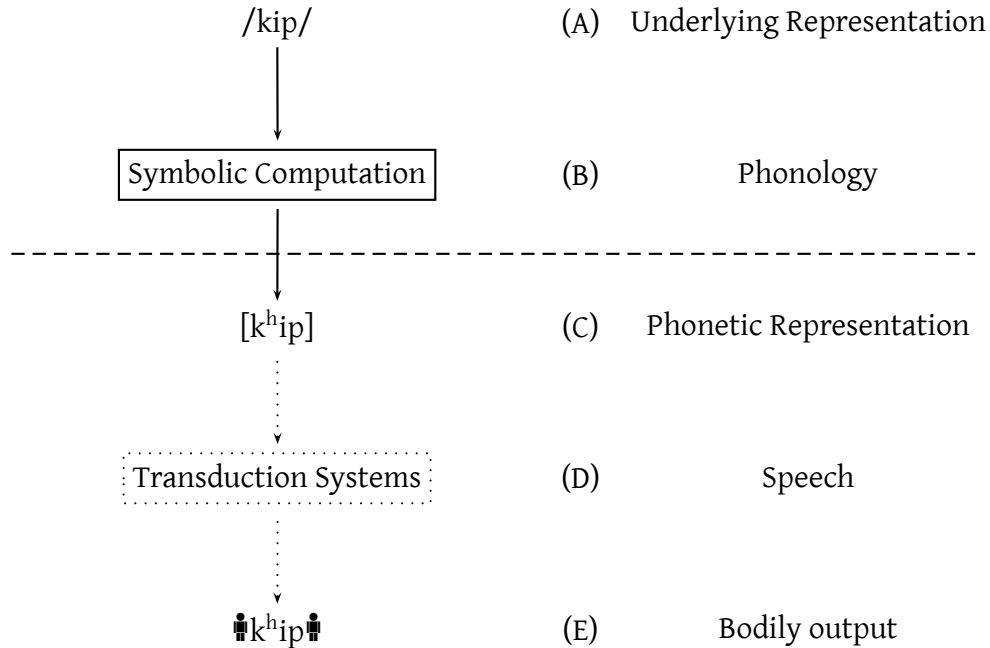 /kip/ (A) Underlying Representation
Symbolic Computation (B) Phonology
[kʰip] (C) Phonetic Representation
Transduction Systems (D) Speech
kʰip (E) Bodily output